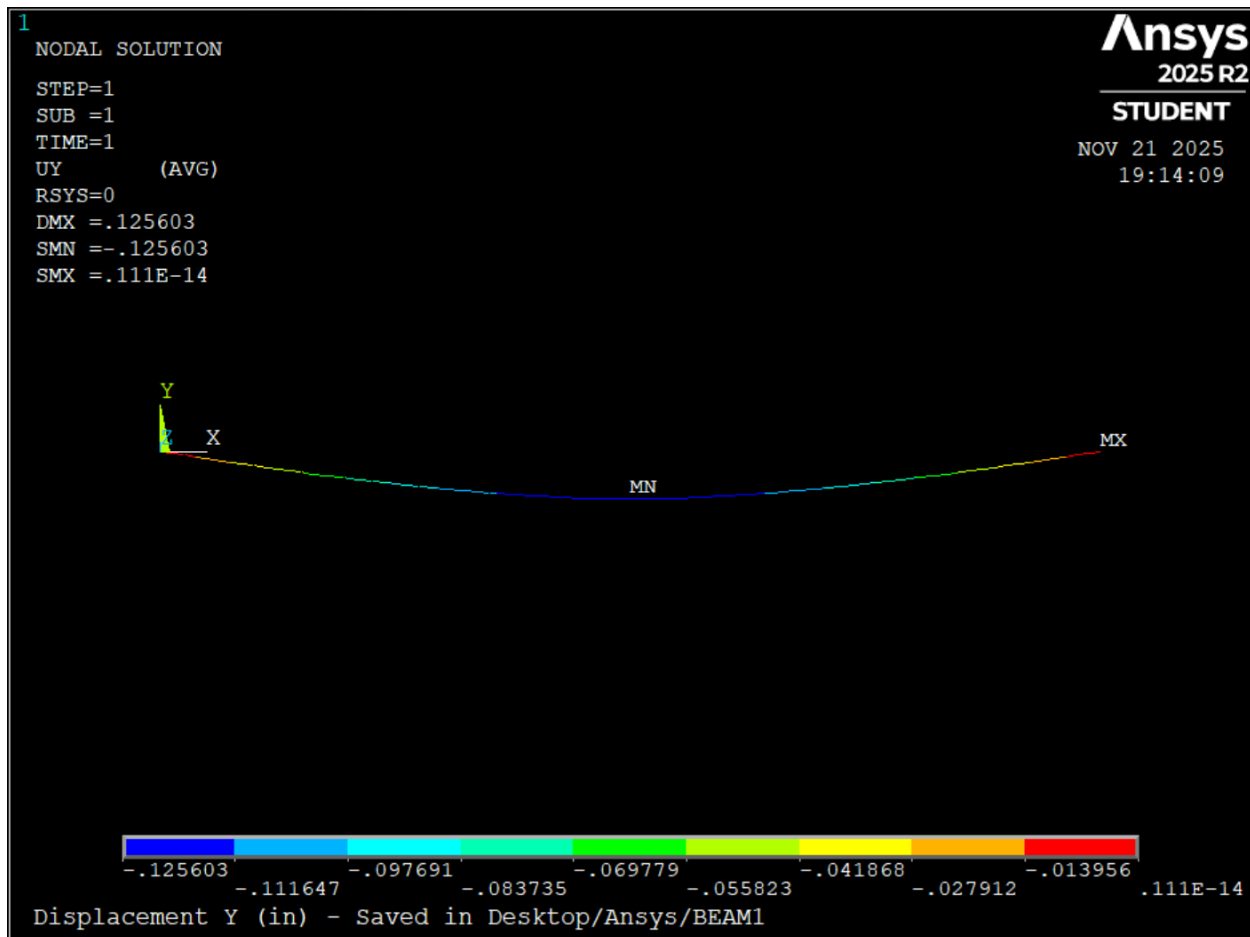 1
NODAL SOLUTION
STEP=1
SUB =1
TIME=1
UY (AVG)
RSYS=0
DMX =.125603
SMN =-.125603
SMX =.111E-14
Ansys
2025 R2
STUDENT
NOV 21 2025
19:14:09
Y
Z X
MX
MN
-.125603 -.097691 -.069779 -.041868 -.013956
-.111647 -.083735 -.055823 -.027912 .111E-14
Displacement Y (in) - Saved in Desktop/Ansys/BEAM1